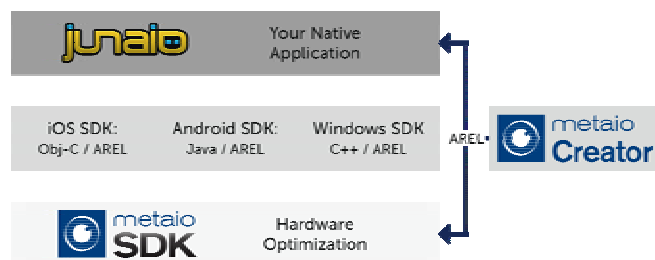 junaio
Your Native
Application
iOS SDK:
Obj-C / AREL
Android SDK:
Java / AREL
Windows SDK
C++ / AREL
AREL
metaio
Creator
metaio
SDK
Hardware
Optimization